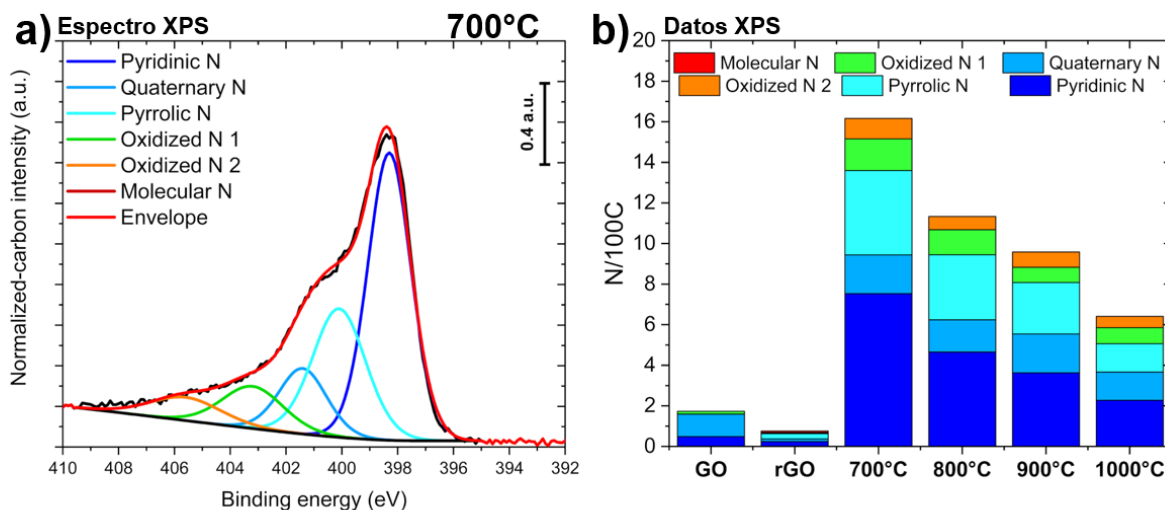 a) Espectro XPS 700°C
Pyridinic N
Quaternary N
Pyrrolic N
Oxidized N 1
Oxidized N 2
Molecular N
Envelope
0.4 a.u.
Normalized-carbon intensity (a.u.)
410 408 406 404 402 400 398 396 394 392
Binding energy (eV)
b) Datos XPS
Molecular N Oxidized N 1 Quaternary N
Oxidized N 2 Pyrrolic N Pyridinic N
N/100C
20
18
16
14
12
10
8
6
4
2
0
GO rGO 700°C 800°C 900°C 1000°C